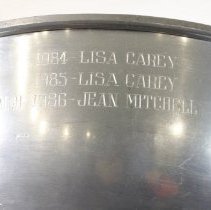 1984-LISA CAREY
1985-LISA CAREY
1986-JEAN MITCHELL